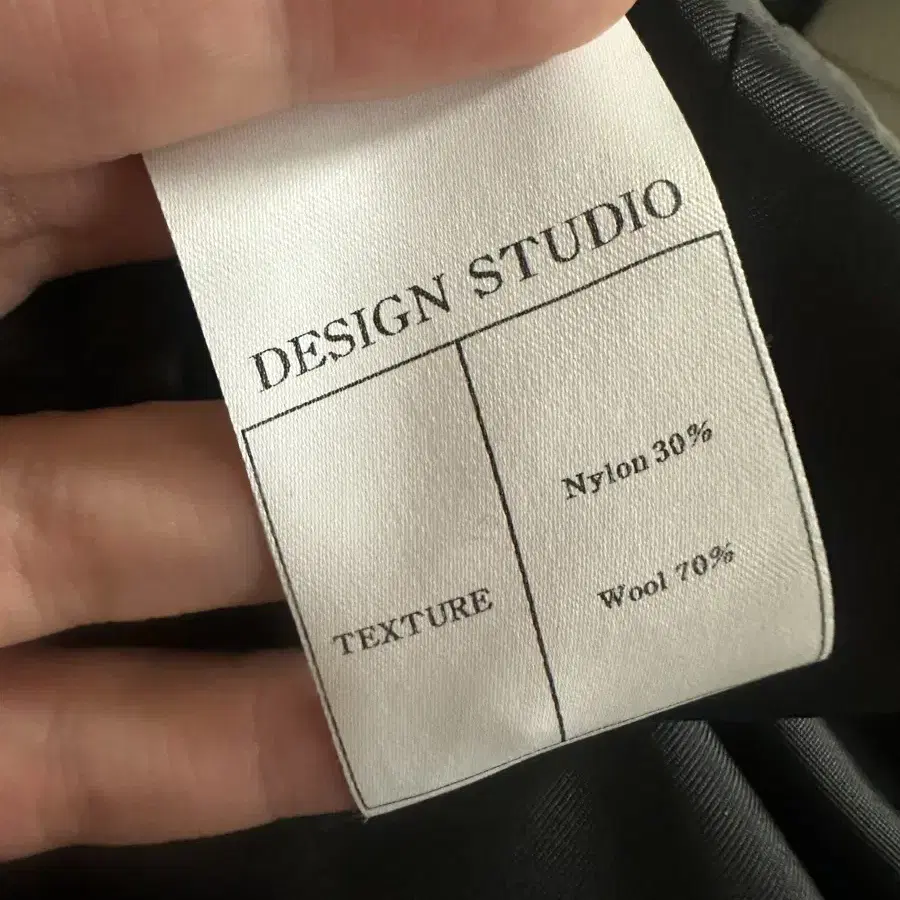 DESIGN STUDIO
TEXTURE
Nylon 30%
Wool 70%